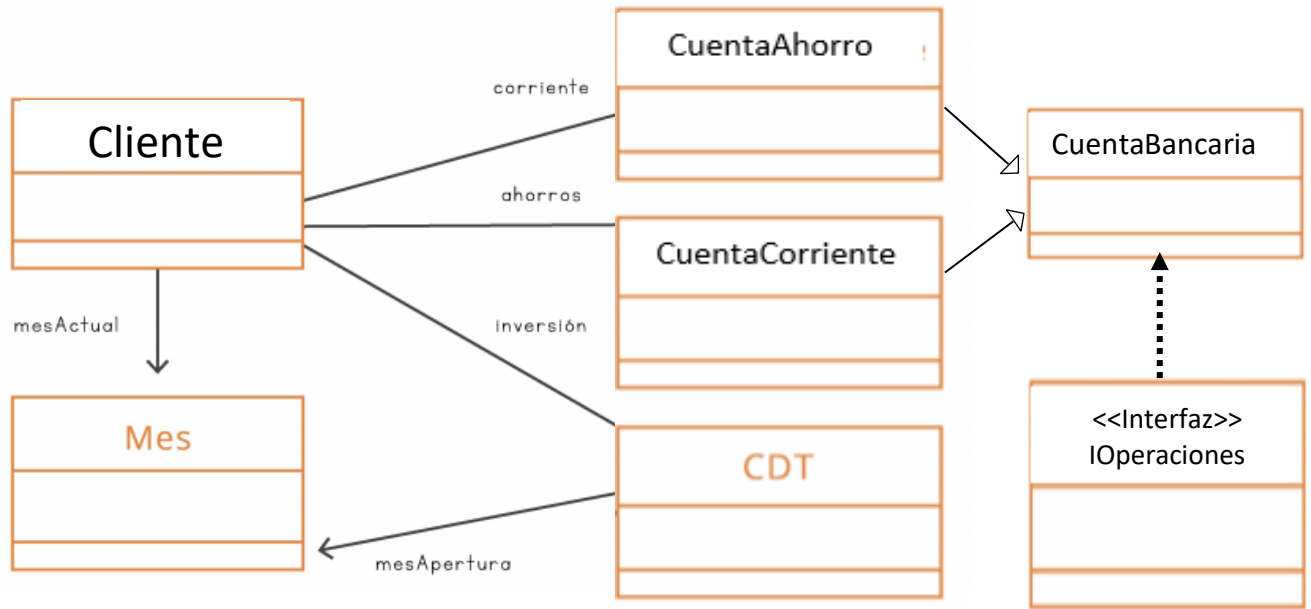 CuentaAhorro
corriente
Cliente
CuentaBancaria
ahorros
CuentaCorriente
mesActual
inversión
Mes
CDT
<<Interfaz>>
IOperaciones
mesApertura